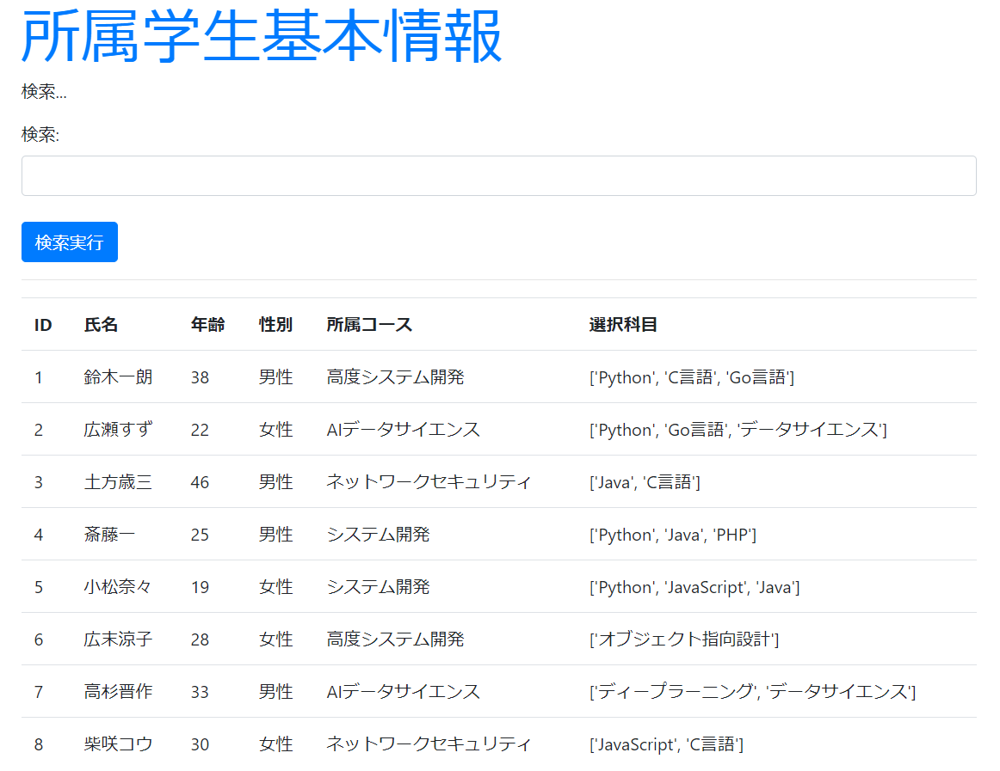 所属学生基本情報
検索...
検索:
検索実行
ID 氏名 年齢 性別 所属コース 選択科目
1 鈴木一朗 38 男性 高度システム開発 ['Python', 'C言語', 'Go言語']
2 広瀬すず 22 女性 AIデータサイエンス ['Python', 'Go言語', 'データサイエンス']
3 土方歳三 46 男性 ネットワークセキュリティ ['Java', 'C言語']
4 斎藤一 25 男性 システム開発 ['Python', 'Java', 'PHP']
5 小松奈々 19 女性 システム開発 ['Python', 'JavaScript', 'Java']
6 広末涼子 28 女性 高度システム開発 ['オブジェクト指向設計']
7 高杉晋作 33 男性 AIデータサイエンス ['ディープラーニング', 'データサイエンス']
8 柴咲コウ 30 女性 ネットワークセキュリティ ['JavaScript', 'C言語']